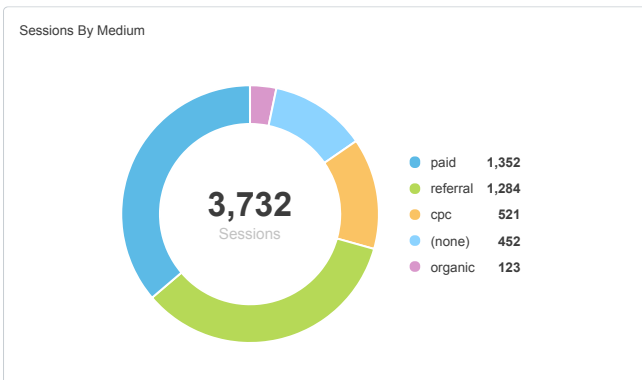 Sessions By Medium
3,732
Sessions
paid 1,352
referral 1,284
cpc 521
(none) 452
organic 123